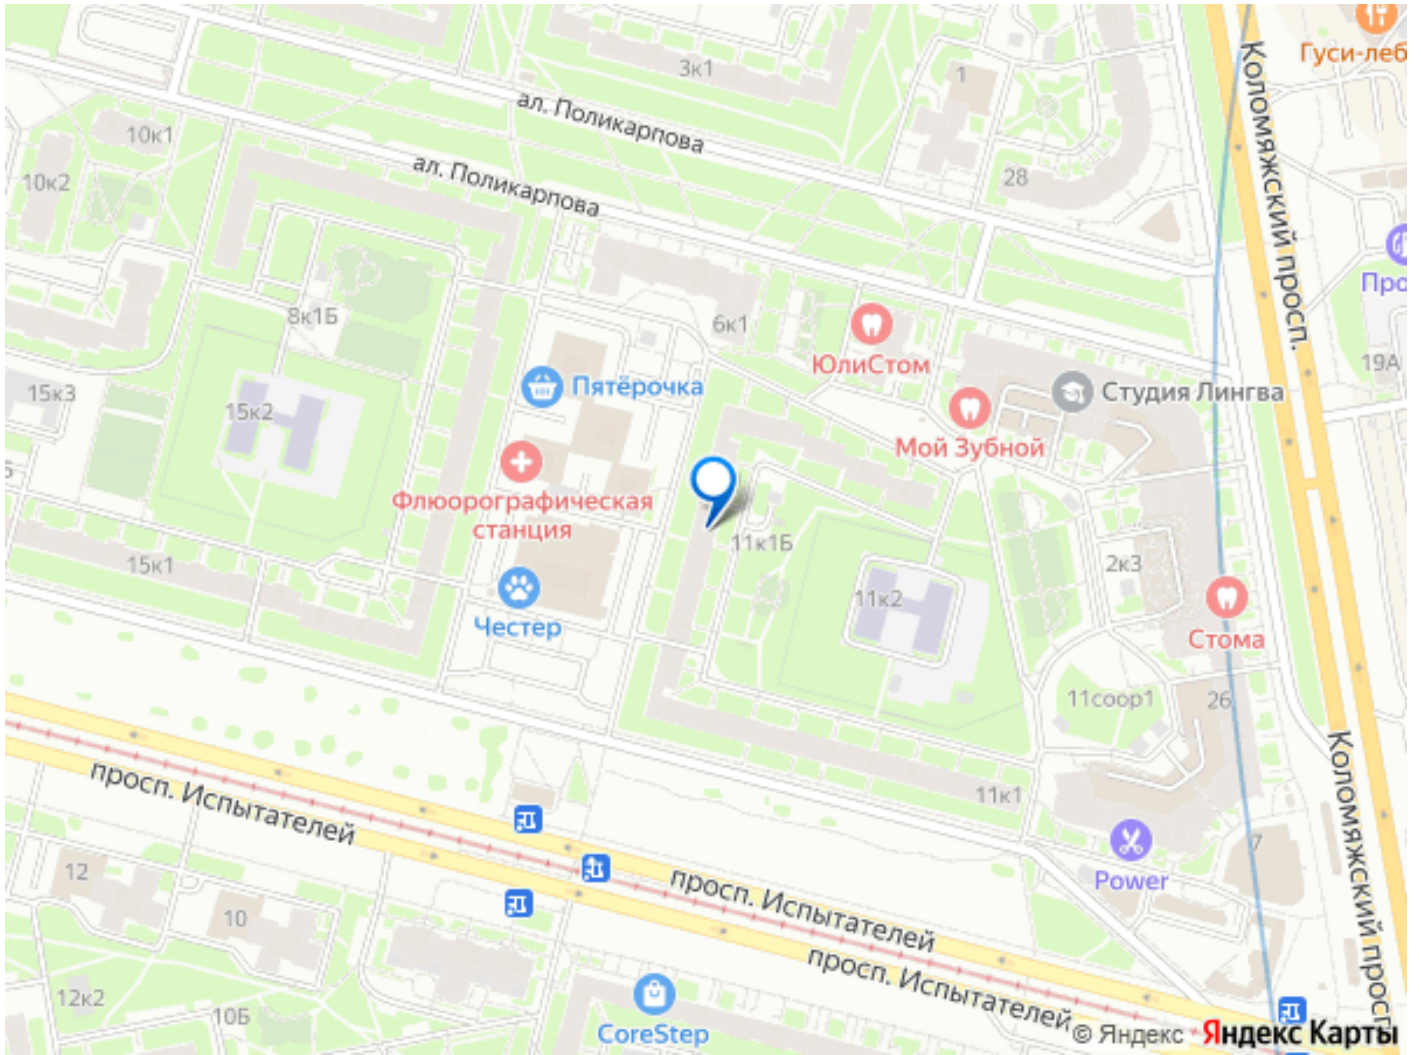 Гуси-леб
3к1
1
ал. Поликарпова
Коломяжский просп.
10к1
10к2
28
ал. Поликарпова
Про
8к1Б
6к1
ЮлиСтом
19А
15к3
Пятёрочка
Студия Лингва
15к2
Мой Зубной
Флюорографическая
станция
11к1Б
15к1
2к3
11к2
Честер
Стома
11соор1
26
просп. Испытателей
11к1
Коломяжский просп
7
12
Power
просп. Испытателей
10
просп. Испытателей
12к2
10Б
CoreStep
© Яндекс Яндекс Карты